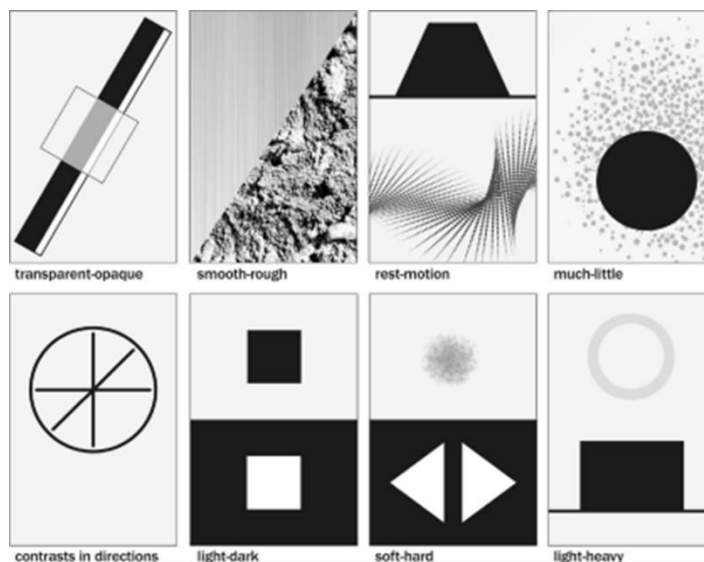 transparent-opaque
smooth-rough
rest-motion
much-little
contrasts in directions
light-dark
soft-hard
light-heavy